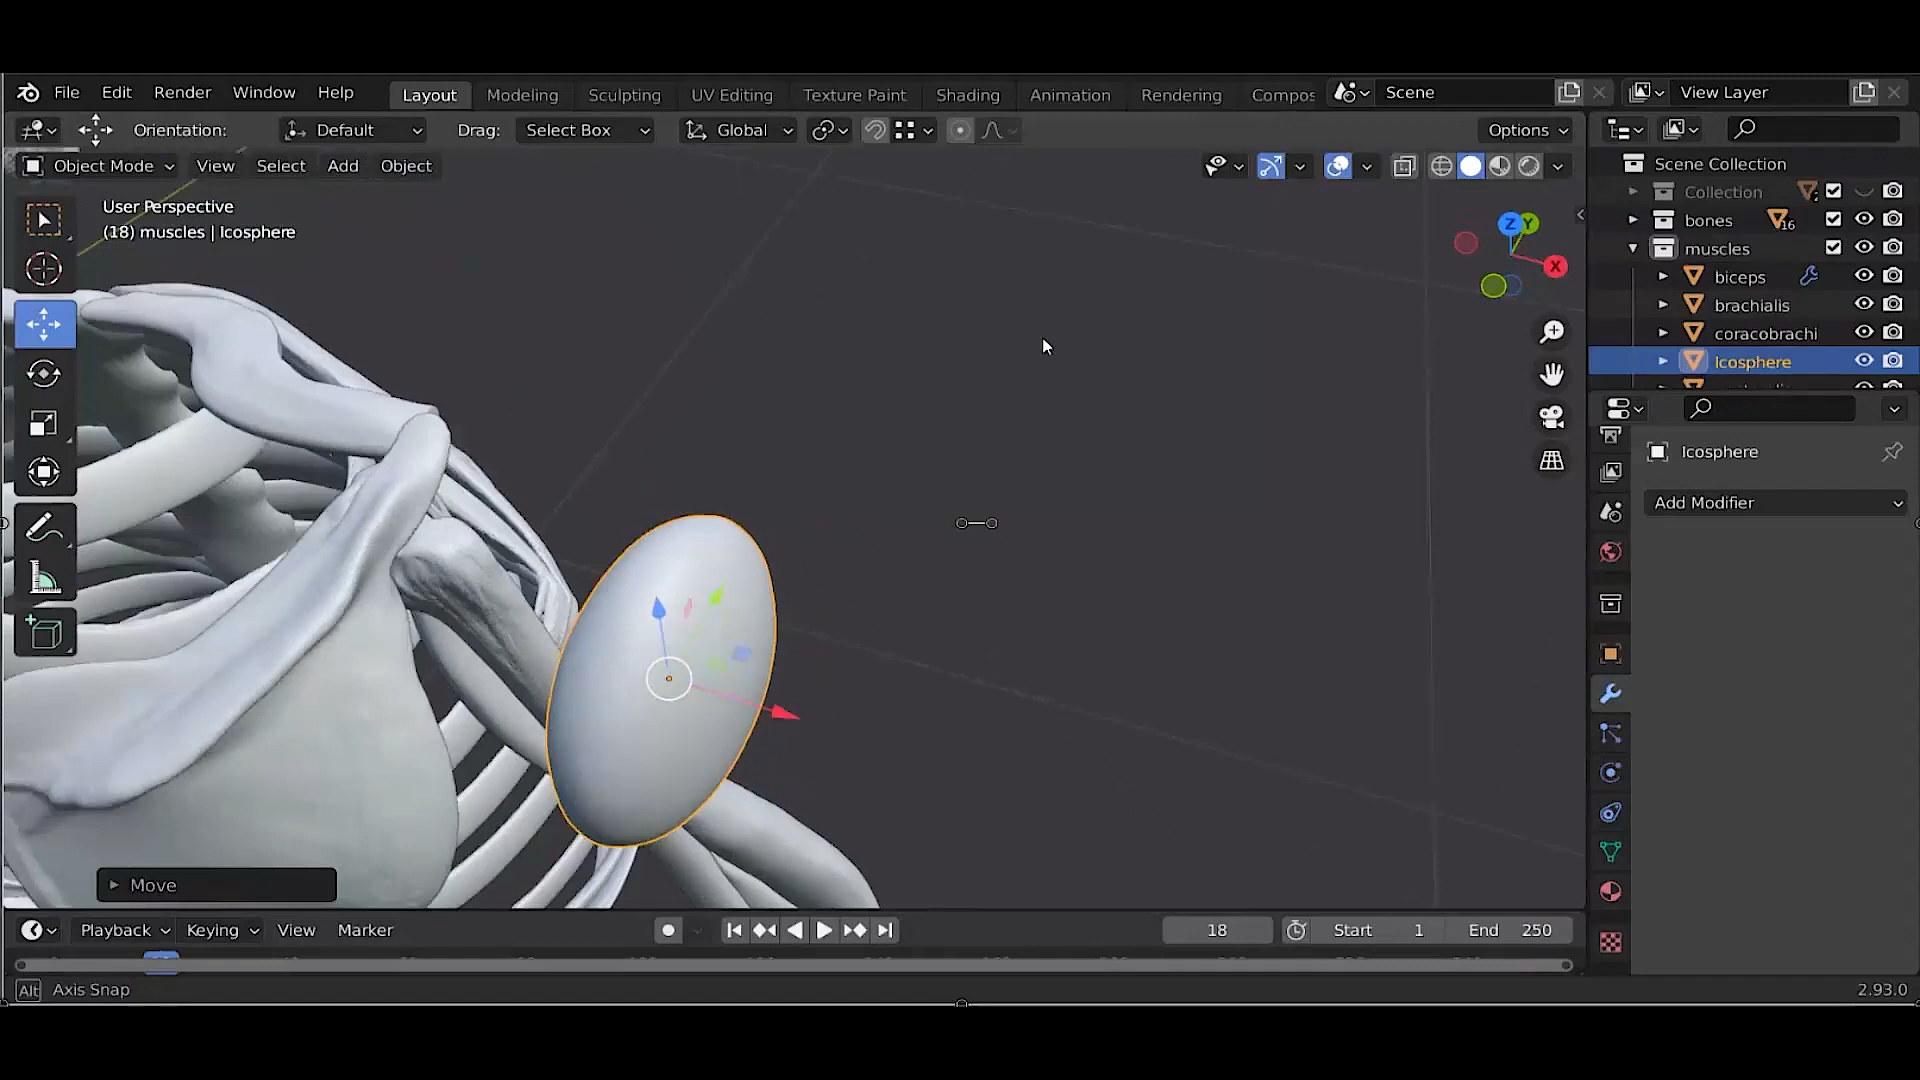 File Edit Render Window Help Layout Modeling Sculpting UV Editing Texture Paint Shading Animation Rendering Compos Scene View Layer
Orientation: Default Drag: Select Box Global Options
Object Mode View Select Add Object
User Perspective
(18) muscles | Icosphere
Z Y
X
Scene Collection
Collection
bones 16
muscles
biceps
brachialis
coracobrachi
Icosphere
Icosphere
Add Modifier
Move
Playback Keying View Marker 18 Start 1 End 250
Alt Axis Snap 2.93.0